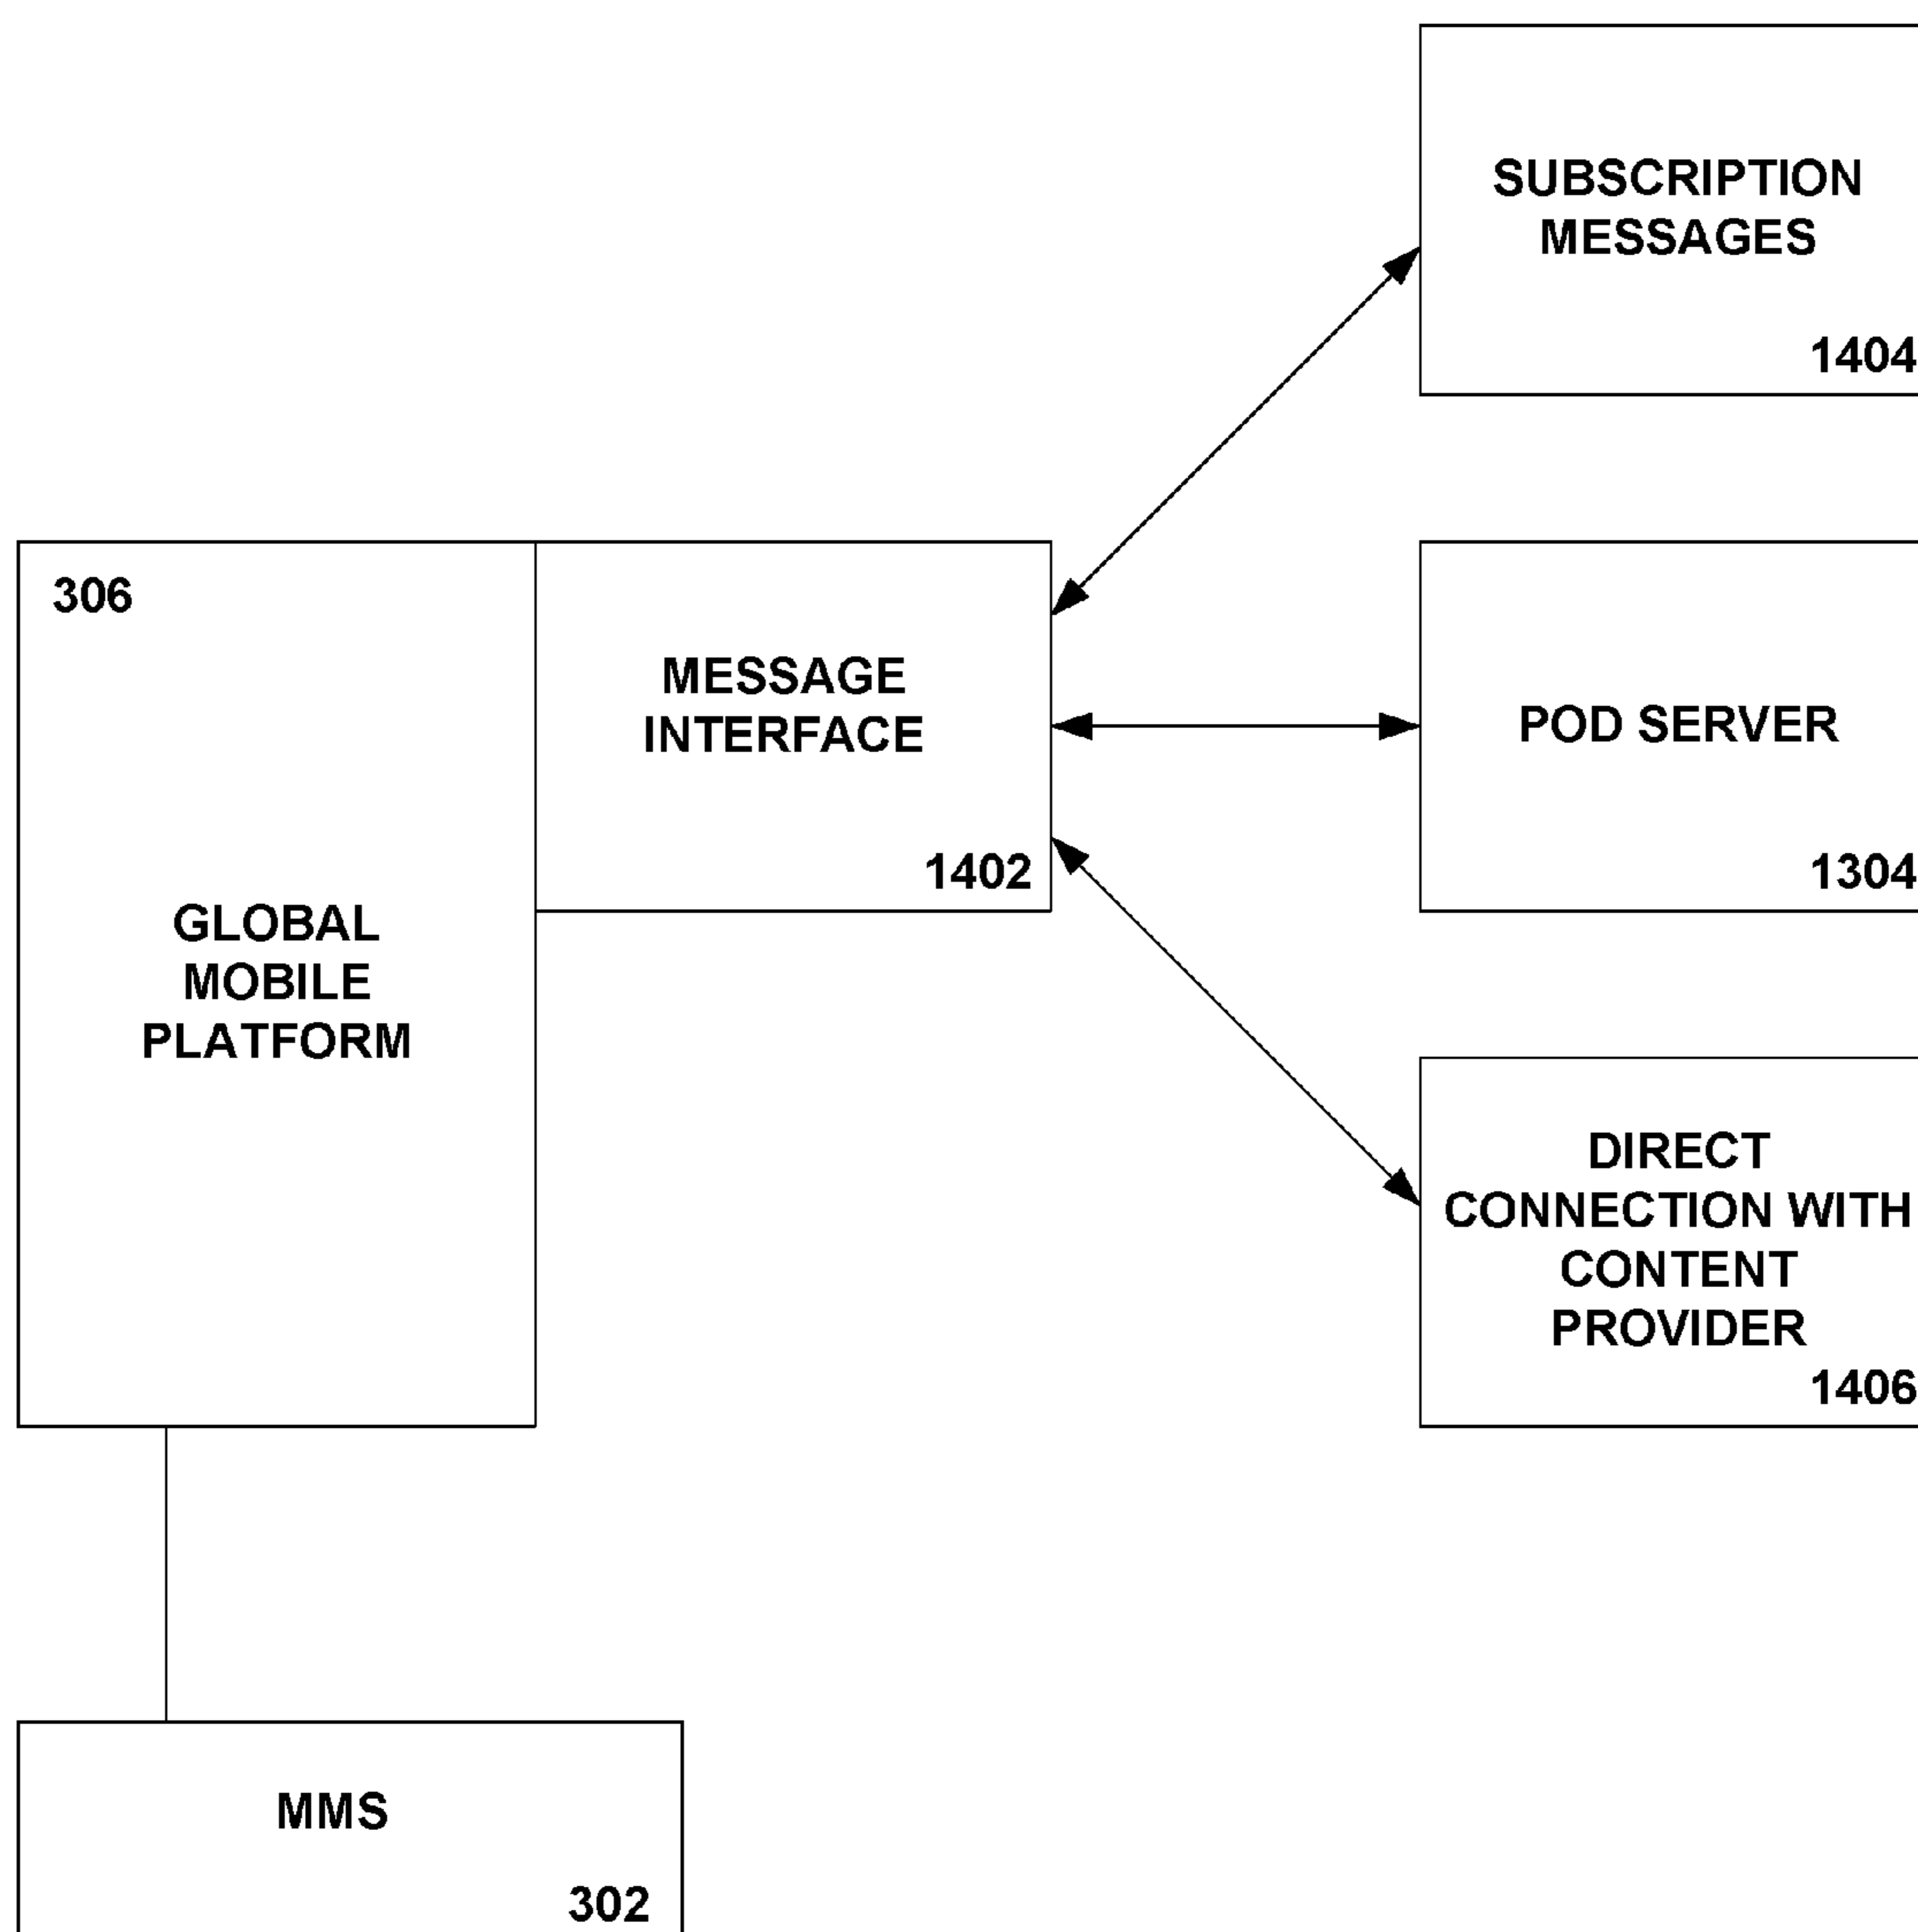 SUBSCRIPTION
MESSAGES
1404
306
MESSAGE
INTERFACE
1402
POD SERVER
1304
GLOBAL
MOBILE
PLATFORM
DIRECT
CONNECTION WITH
CONTENT
PROVIDER
1406
MMS
302